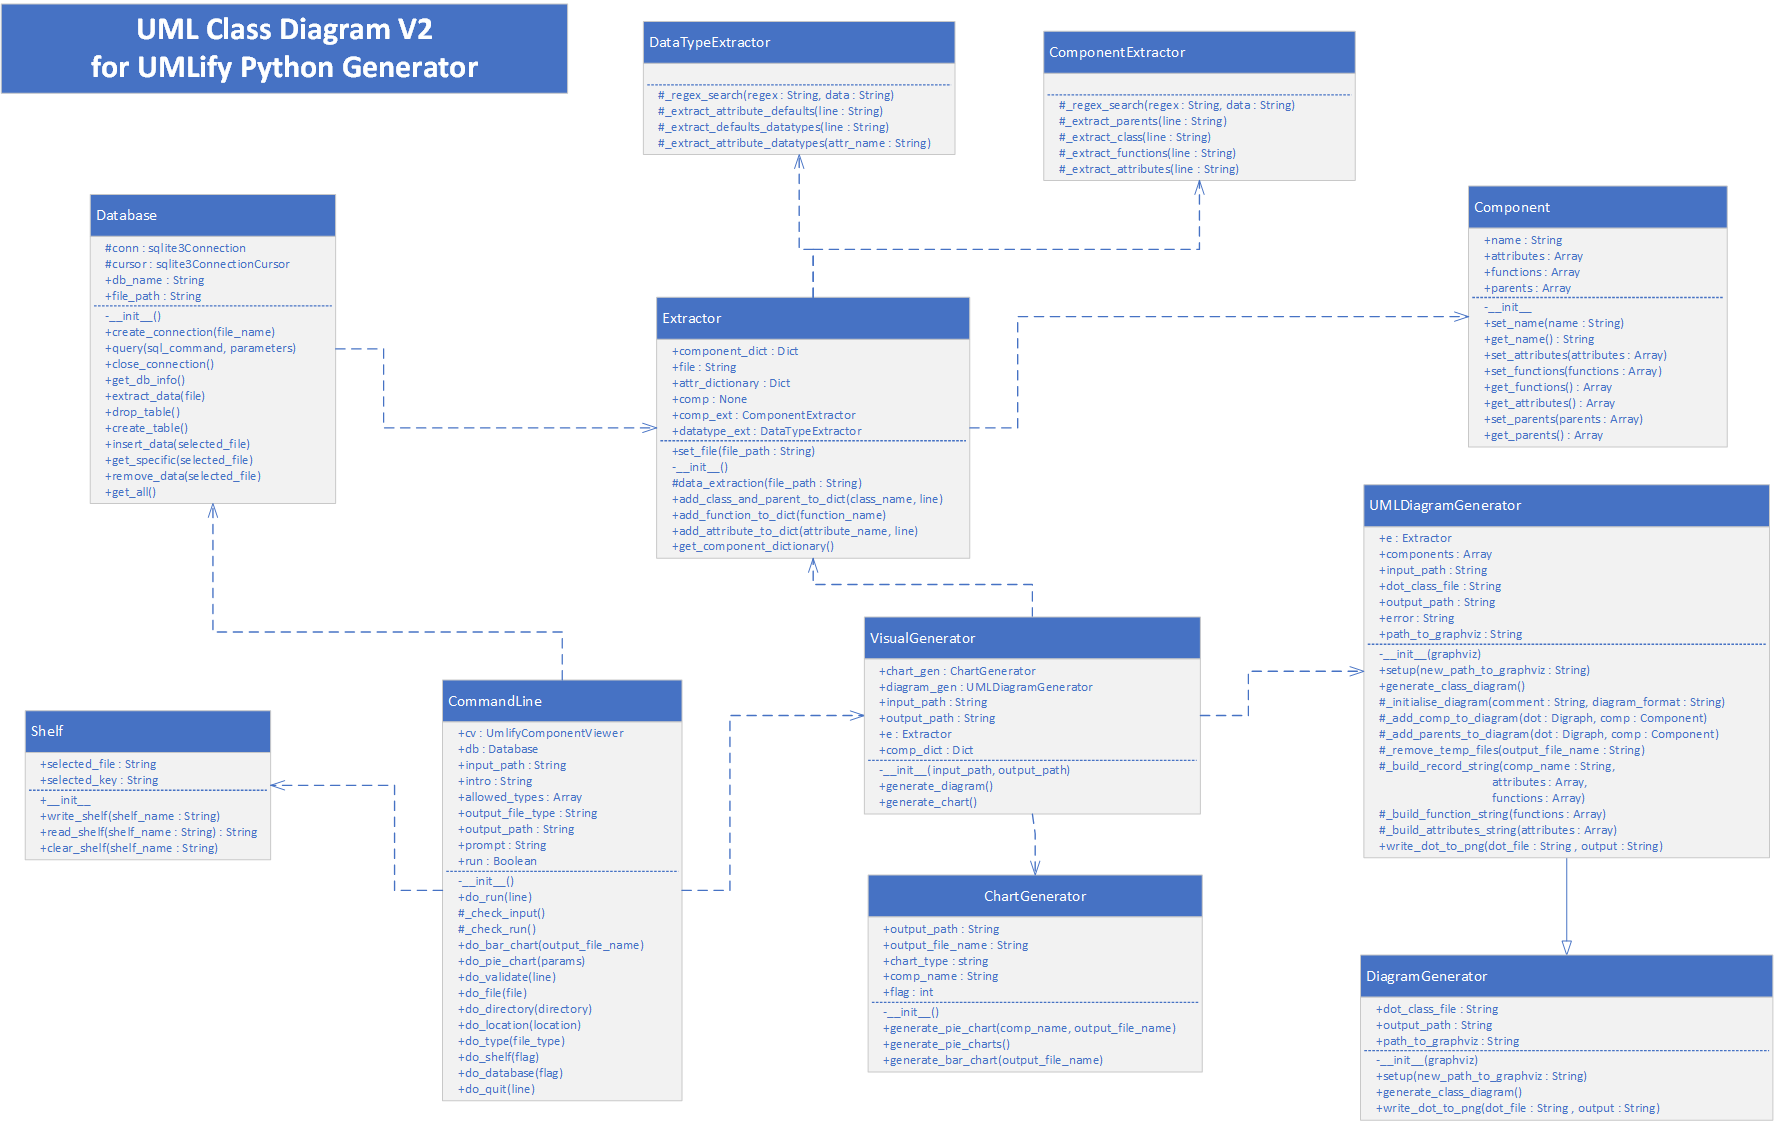 UML Class Diagram V2
for UMLify Python Generator
DataTypeExtractor
#_regex_search(regex : String, data : String)
#_extract_attribute_defaults(line : String)
#_extract_defaults_datatypes(line : String)
#_extract_attribute_datatypes(attr_name : String)
ComponentExtractor
#_regex_search(regex : String, data : String)
#_extract_parents(line : String)
#_extract_class(line : String)
#_extract_functions(line : String)
#_extract_attributes(line : String)
Database
#conn : sqlite3Connection
#cursor : sqlite3ConnectionCursor
+db_name : String
+file_path : String
-__init__()
+create_connection(file_name)
+query(sql_command, parameters)
+close_connection()
+get_db_info()
+extract_data(file)
+drop_table()
+create_table()
+insert_data(selected_file)
+get_specific(selected_file)
+remove_data(selected_file)
+get_all()
Extractor
+component_dict : Dict
+file : String
+attr_dictionary : Dict
+comp : None
+comp_ext : ComponentExtractor
+datatype_ext : DataTypeExtractor
+set_file(file_path : String)
-__init__()
#data_extraction(file_path : String)
+add_class_and_parent_to_dict(class_name, line)
+add_function_to_dict(function_name)
+add_attribute_to_dict(attribute_name, line)
+get_component_dictionary()
Component
+name : String
+attributes : Array
+functions : Array
+parents : Array
-__init__
+set_name(name : String)
+get_name() : String
+set_attributes(attributes : Array)
+set_functions(functions : Array)
+get_functions() : Array
+get_attributes() : Array
+set_parents(parents : Array)
+get_parents() : Array
UMLDiagramGenerator
+e : Extractor
+components : Array
+input_path : String
+dot_class_file : String
+output_path : String
+error : String
+path_to_graphviz : String
-__init__(graphviz)
+setup(new_path_to_graphviz : String)
+generate_class_diagram()
#_initialise_diagram(comment : String, diagram_format : String)
#_add_comp_to_diagram(dot : Digraph, comp : Component)
#_add_parents_to_diagram(dot : Digraph, comp : Component)
#_remove_temp_files(output_file_name : String)
#_build_record_string(comp_name : String,
attributes : Array,
functions : Array)
#_build_function_string(functions : Array)
#_build_attributes_string(attributes : Array)
+write_dot_to_png(dot_file : String , output : String)
VisualGenerator
+chart_gen : ChartGenerator
+diagram_gen : UMLDiagramGenerator
+input_path : String
+output_path : String
+e : Extractor
+comp_dict : Dict
-__init__(input_path, output_path)
+generate_diagram()
+generate_chart()
Shelf
+selected_file : String
+selected_key : String
+__init__
+write_shelf(shelf_name : String)
+read_shelf(shelf_name : String) : String
+clear_shelf(shelf_name : String)
CommandLine
+cv : UmlifyComponentViewer
+db : Database
+input_path : String
+intro : String
+allowed_types : Array
+output_file_type : String
+output_path : String
+prompt : String
+run : Boolean
-__init__()
+do_run(line)
#_check_input()
#_check_run()
+do_bar_chart(output_file_name)
+do_pie_chart(params)
+do_validate(line)
+do_file(file)
+do_directory(directory)
+do_location(location)
+do_type(file_type)
+do_shelf(flag)
+do_database(flag)
+do_quit(line)
ChartGenerator
+output_path : String
+output_file_name : String
+chart_type : string
+comp_name : String
+flag : int
-__init__()
+generate_pie_chart(comp_name, output_file_name)
+generate_pie_charts()
+generate_bar_chart(output_file_name)
DiagramGenerator
+dot_class_file : String
+output_path : String
+path_to_graphviz : String
-__init__(graphviz)
+setup(new_path_to_graphviz : String)
+generate_class_diagram()
+write_dot_to_png(dot_file : String , output : String)